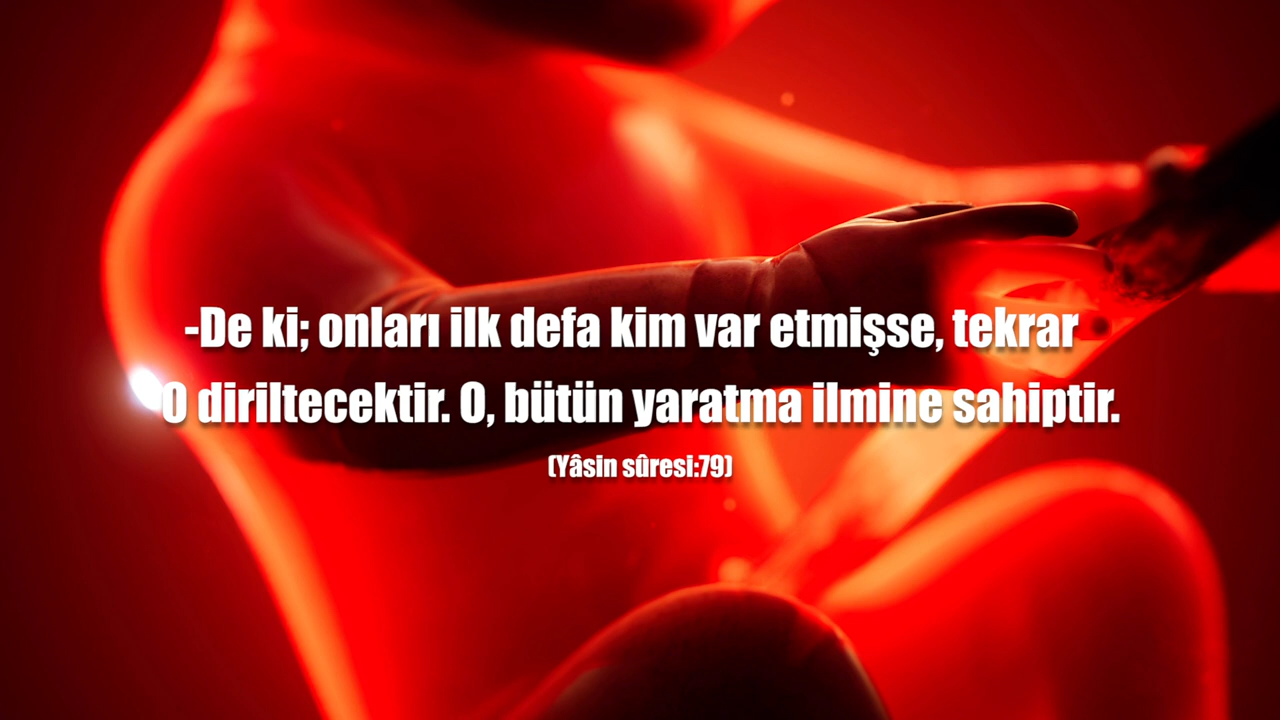 -De ki; onları ilk defa kim var etmişse, tekrar
O diriltecektir. O, bütün yaratma ilmine sahiptir.
(Yâsin sûresi:79)